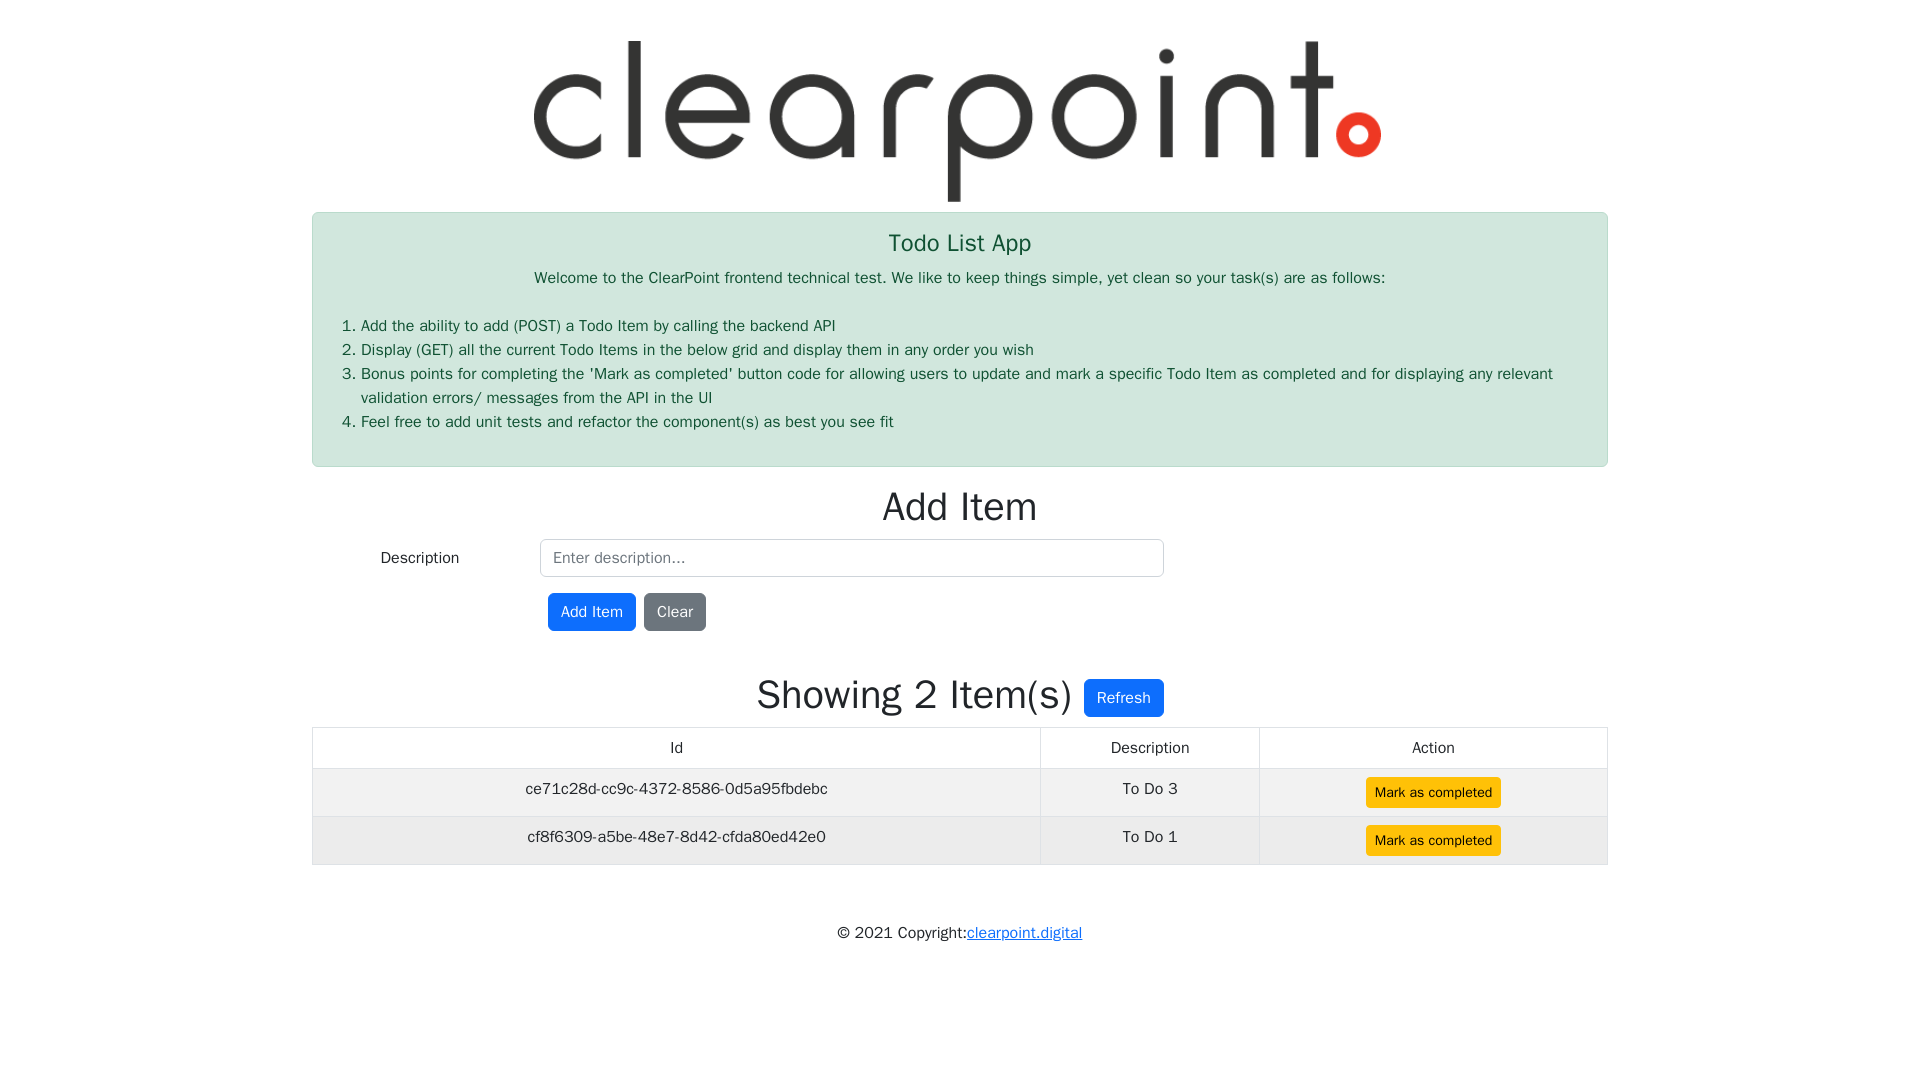 clearpoint
Todo List App
Welcome to the ClearPoint frontend technical test. We like to keep things simple, yet clean so your task(s) are as follows:
1. Add the ability to add (POST) a Todo Item by calling the backend API
2. Display (GET) all the current Todo Items in the below grid and display them in any order you wish
3. Bonus points for completing the 'Mark as completed' button code for allowing users to update and mark a specific Todo Item as completed and for displaying any relevant
validation errors/ messages from the API in the UI
4. Feel free to add unit tests and refactor the component(s) as best you see fit
Add Item
Description Enter description...
Add Item Clear
Showing 2 Item(s) Refresh
Id Description Action
ce71c28d-cc9c-4372-8586-0d5a95fbdebc To Do 3 Mark as completed
cf8f6309-a5be-48e7-8d42-cfda80ed42e0 To Do 1 Mark as completed
© 2021 Copyright:clearpoint.digital